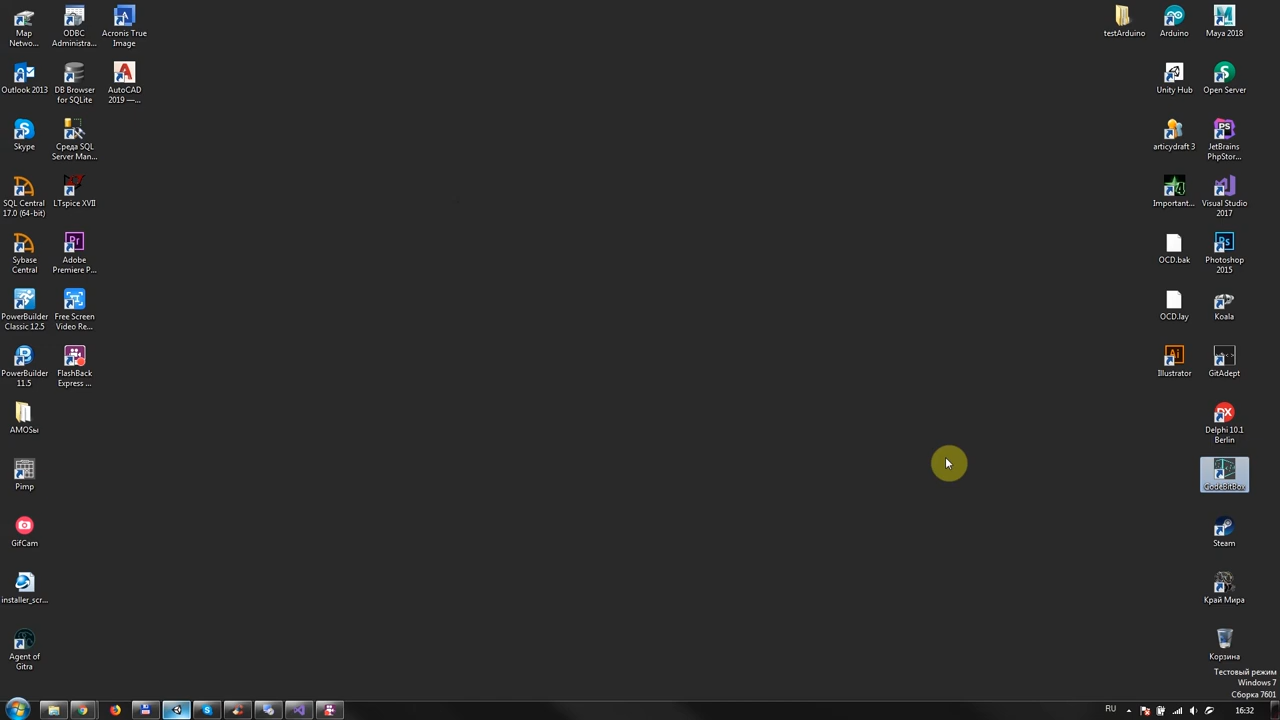 Map
Netwo...
ODBC
Administra...
Acronis True
Image
Outlook 2013
DB Browser
for SQLite
AutoCAD
2019 —...
Skype
Среда SQL
Server Man...
SQL Central
17.0 (64-bit)
LTspice XVII
Sybase
Central
Adobe
Premiere P...
PowerBuilder
Classic 12.5
Free Screen
Video Re...
PowerBuilder
11.5
FlashBack
Express ...
AMOSы
Pimp
GifCam
installer_scr...
Agent of
Gitra
testArduino
Arduino
Maya 2018
Unity Hub
Open Server
articydraft 3
JetBrains
PhpStor...
Important...
Visual Studio
2017
OCD.bak
Photoshop
2015
OCD.lay
Koala
Illustrator
GitAdept
Delphi 10.1
Berlin
CodeBitBox
Steam
Край Мира
Корзина
Тестовый режим
Windows 7
Сборка 7601
RU
16:32